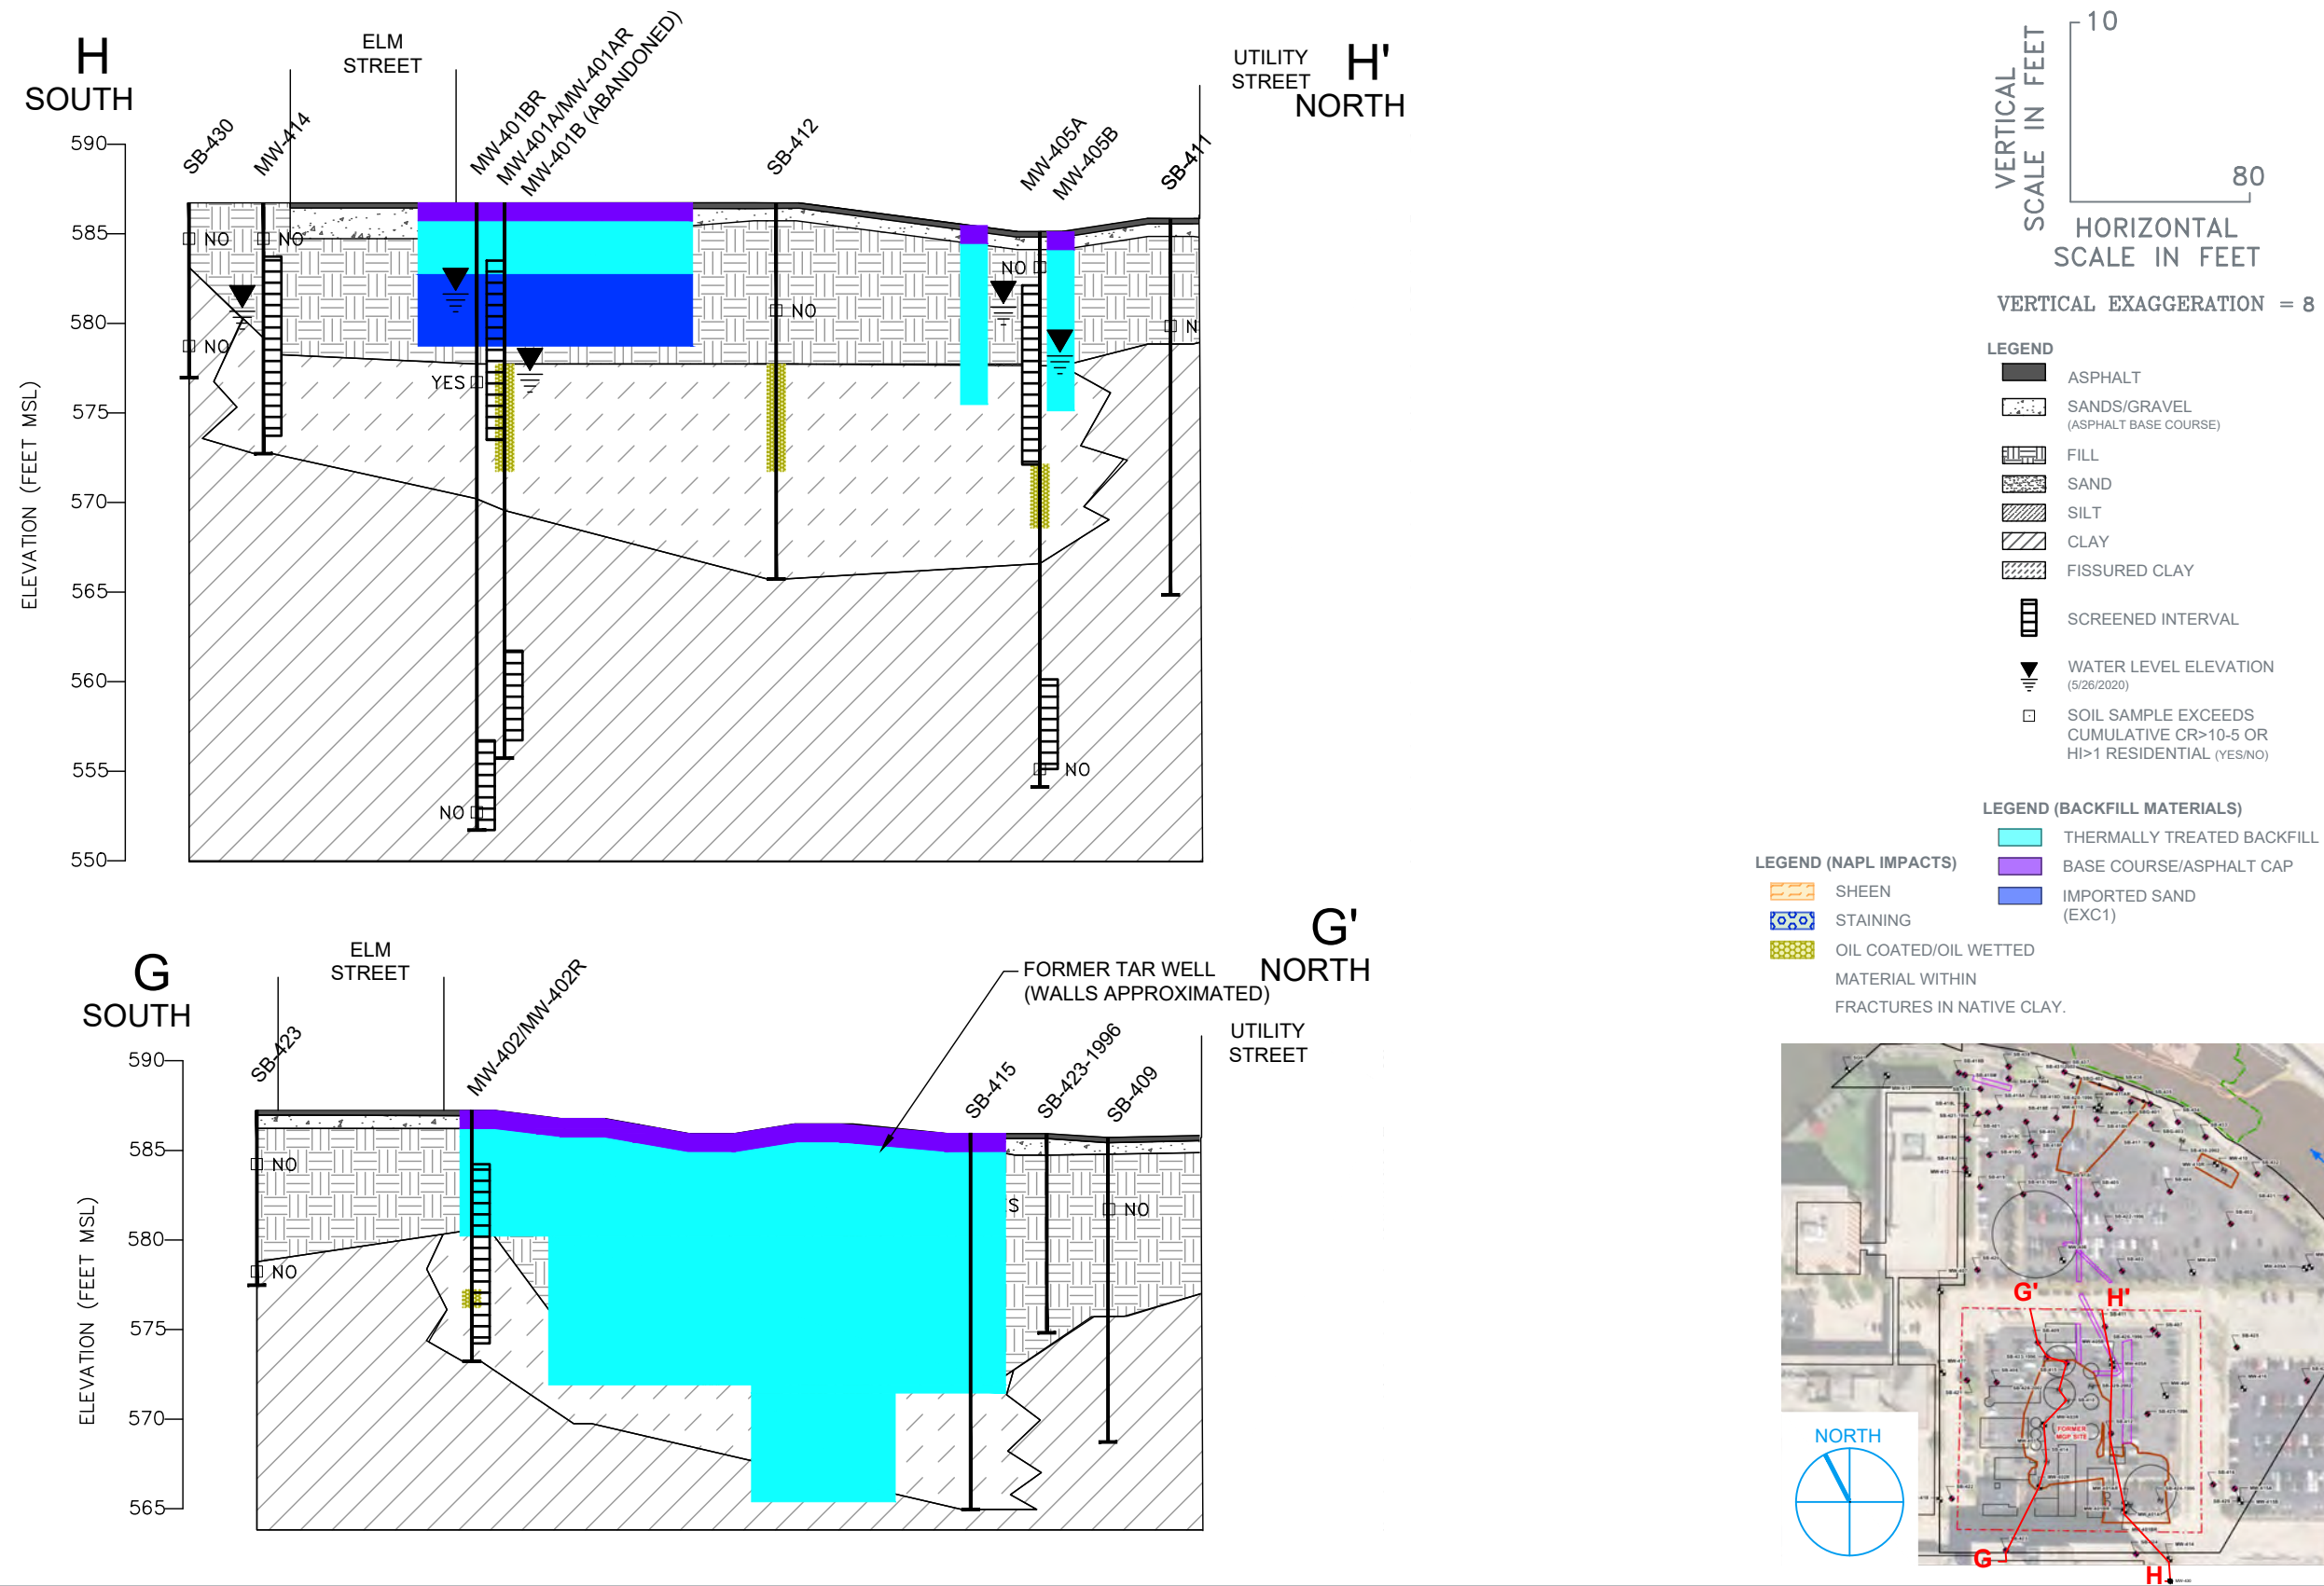 H
SOUTH
ELM
STREET
UTILITY
STREET
H'
NORTH
SB-430
MW-414
MW-401BR
MW-401A/MW-401AR
MW-401B (ABANDONED)
SB-412
MW-405A
MW-405B
SB-411
590
585
580
575
570
565
560
555
550
ELEVATION (FEET MSL)
NO
NO
NO
YES
NO
NO
NO
NO
N
G
SOUTH
ELM
STREET
FORMER TAR WELL
(WALLS APPROXIMATED)
G'
NORTH
UTILITY
STREET
SB-423
MW-402/MW-402R
SB-415
SB-423-1996
SB-409
590
585
580
575
570
565
ELEVATION (FEET MSL)
NO
NO
S
NO
10
80
VERTICAL
SCALE IN FEET
HORIZONTAL
SCALE IN FEET
VERTICAL EXAGGERATION = 8
LEGEND
ASPHALT
SANDS/GRAVEL
(ASPHALT BASE COURSE)
FILL
SAND
SILT
CLAY
FISSURED CLAY
SCREENED INTERVAL
WATER LEVEL ELEVATION
(5/26/2020)
SOIL SAMPLE EXCEEDS
CUMULATIVE CR>10-5 OR
HI>1 RESIDENTIAL (YES/NO)
LEGEND (BACKFILL MATERIALS)
THERMALLY TREATED BACKFILL
BASE COURSE/ASPHALT CAP
IMPORTED SAND
(EXC1)
LEGEND (NAPL IMPACTS)
SHEEN
STAINING
OIL COATED/OIL WETTED
MATERIAL WITHIN
FRACTURES IN NATIVE CLAY.
G'
H'
FORMER
MGP SITE
NORTH
G
H